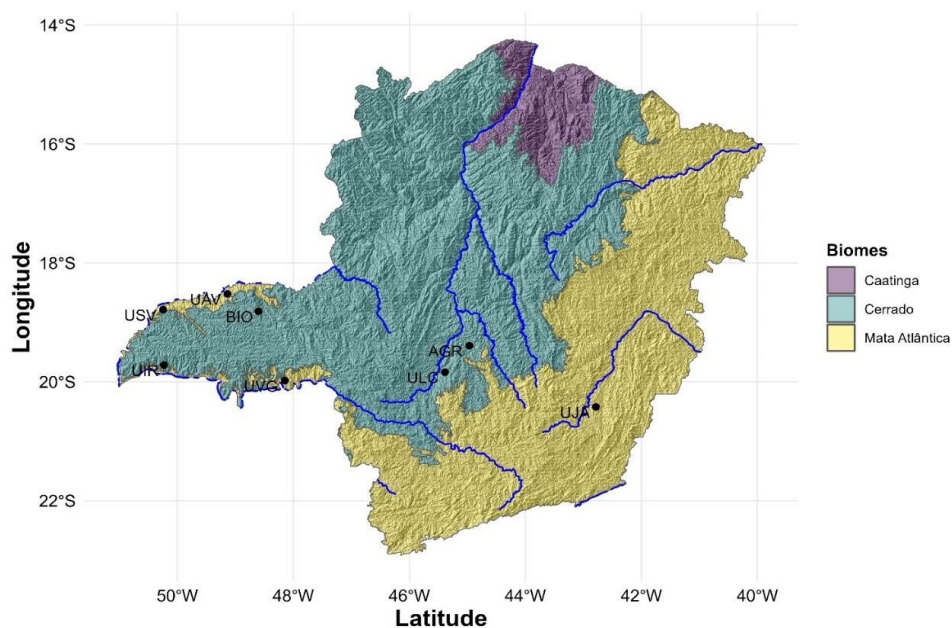 14°S
16°S
18°S
20°S
22°S
Longitude
USV
UAV
BIO
UIR
UVG
AGR
ULC
UJA
50°W
48°W
46°W
44°W
42°W
40°W
Latitude
Biomes
Caatinga
Cerrado
Mata Atlântica